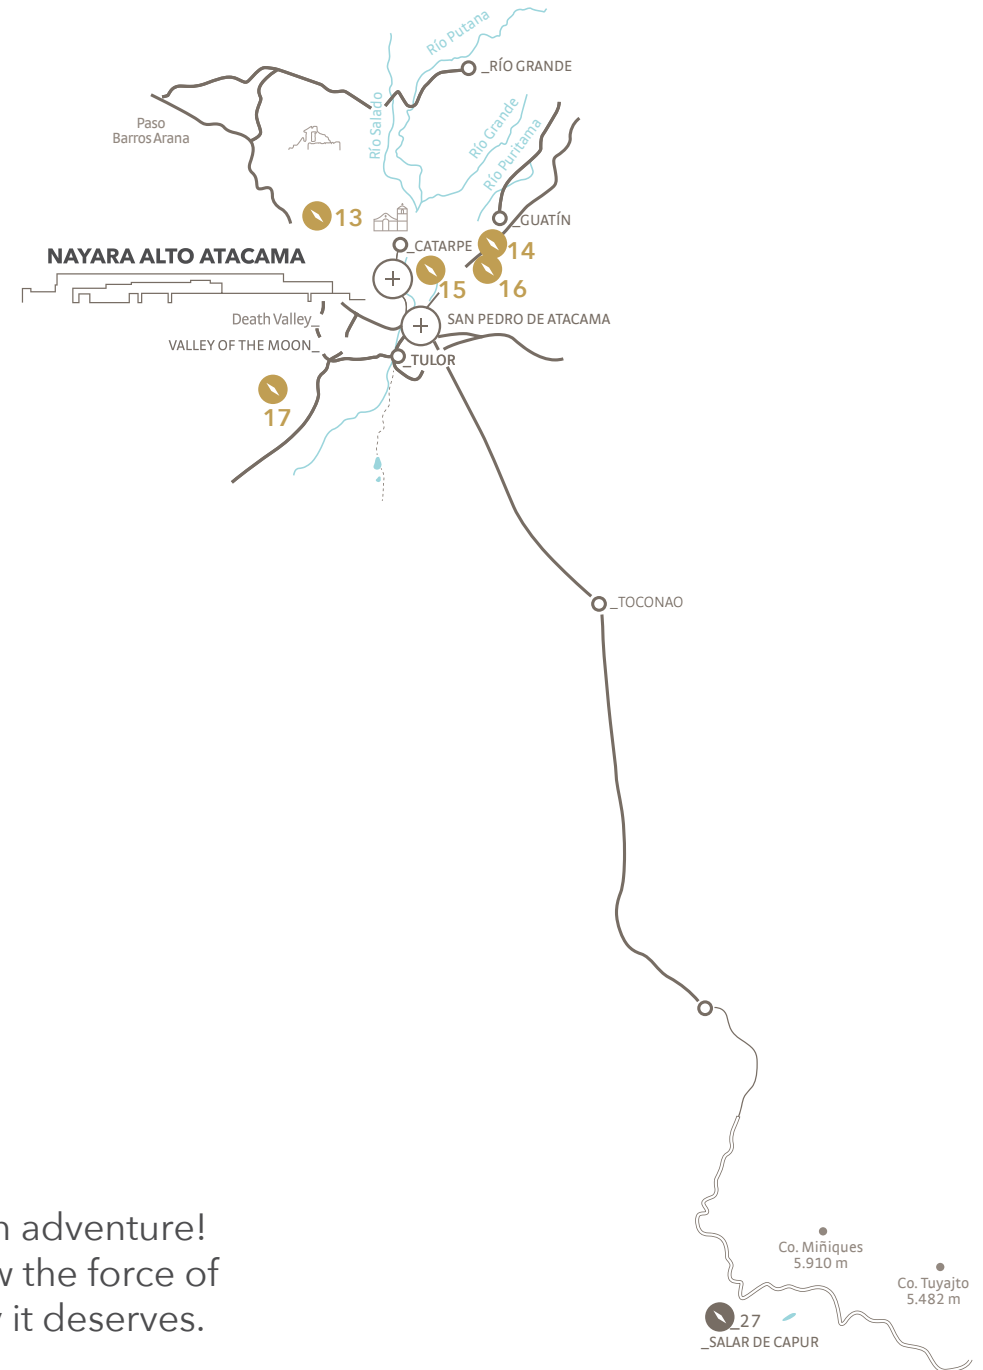 Río Putana
_RÍO GRANDE
Río Salado
Paso
Barros Arana
Río Grande
Río Puritama
13
_GUATÍN
_CATARPE
14
NAYARA ALTO ATACAMA
15
16
Death Valley_
SAN PEDRO DE ATACAMA
VALLEY OF THE MOON_
_TULOR
17
_TOCONAO
adventure!
the force of
it deserves.
Co. Miñiques
5.910 m
Co. Tuyajto
5.482 m
_27
_SALAR DE CAPUR